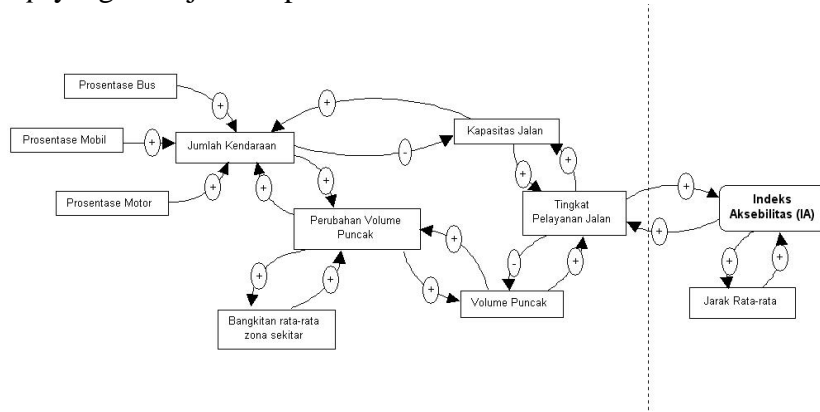 Prosentase Bus
+
+
Kapasitas Jalan
Prosentase Mobil
+
Jumlah Kendaraan
-
+
+
Prosentase Motor
+
+
+
Perubahan Volume
Puncak
Tingkat
Pelayanan Jalan
+
+
Indeks
Aksebilitas (IA)
+
+
+
+
-
+
+
+
Volume Puncak
Jarak Rata-rata
Bangkitan rata-rata
zona sekitar